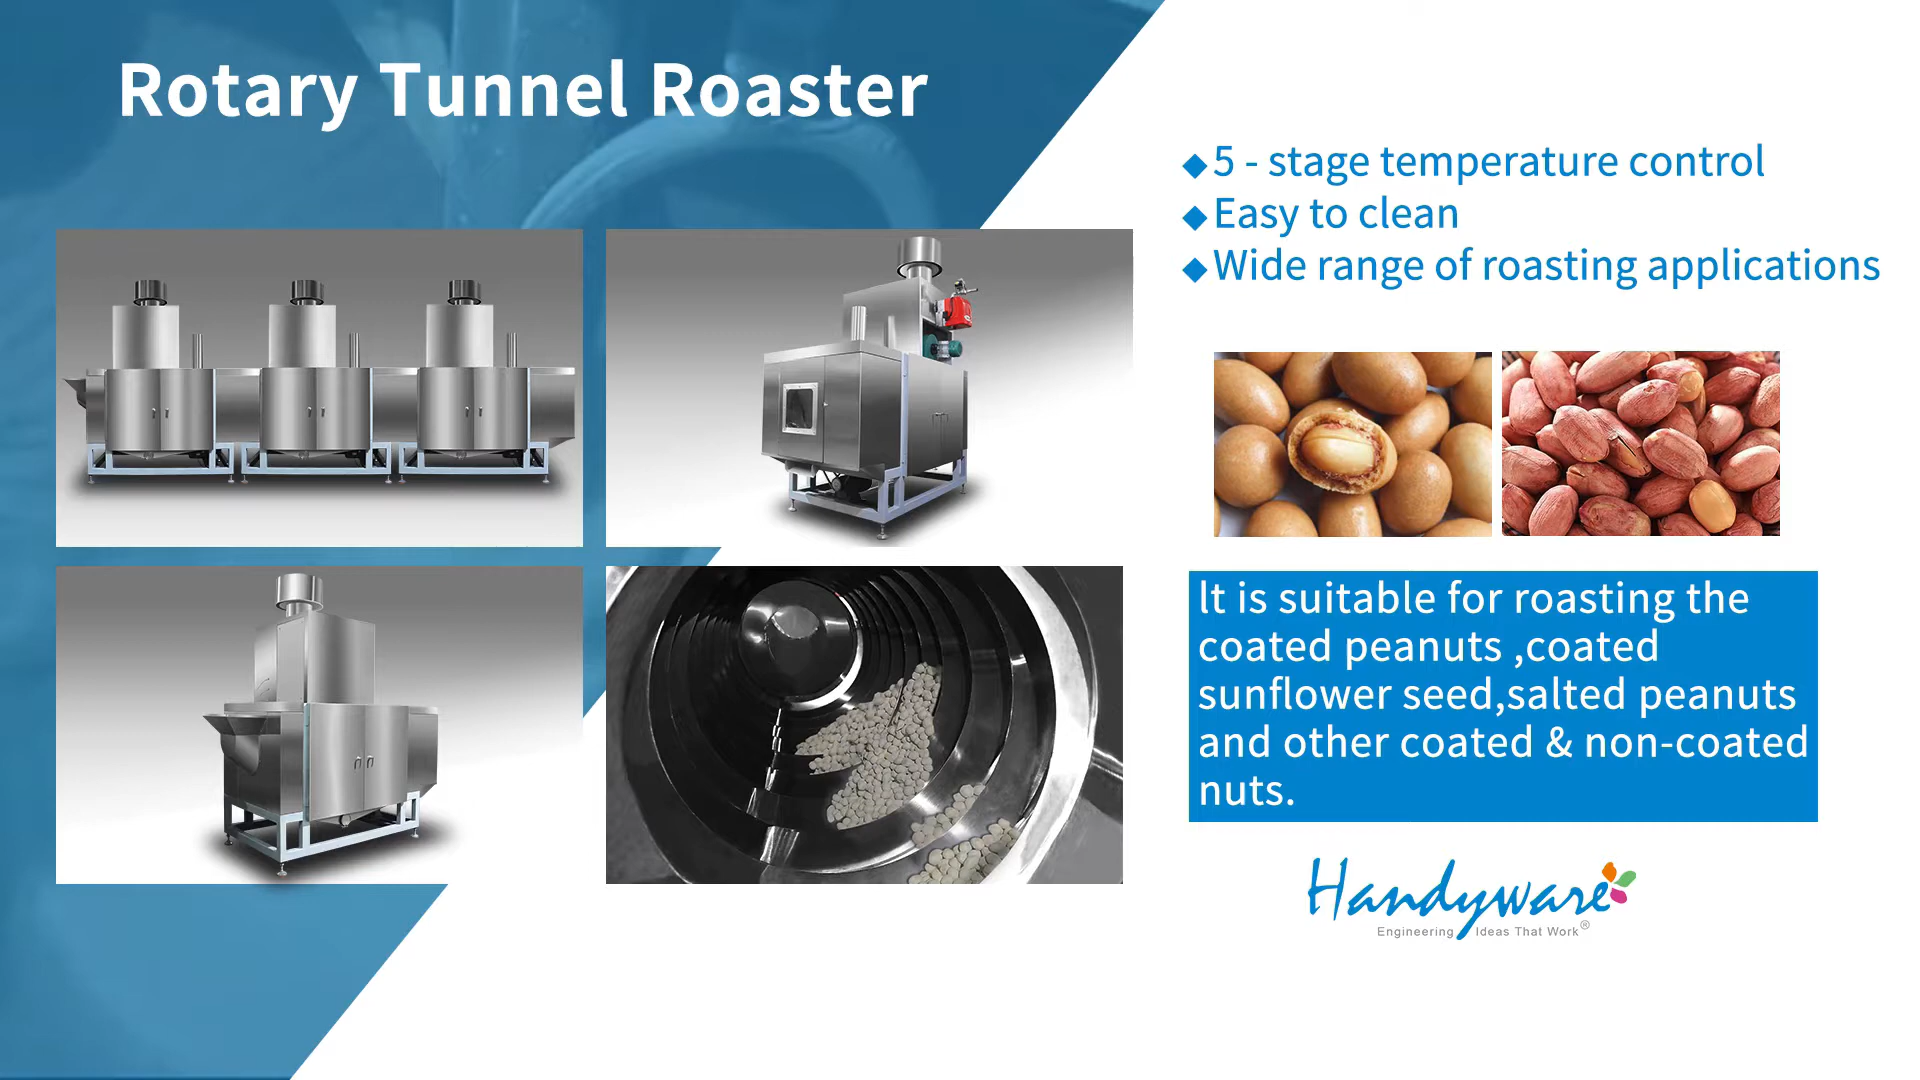 Rotary Tunnel Roaster
◆5 - stage temperature control
◆Easy to clean
◆Wide range of roasting applications
lt is suitable for roasting the
coated peanuts ,coated
sunflower seed,salted peanuts
and other coated & non-coated
nuts.
Handyware
Engineering Ideas That Work®